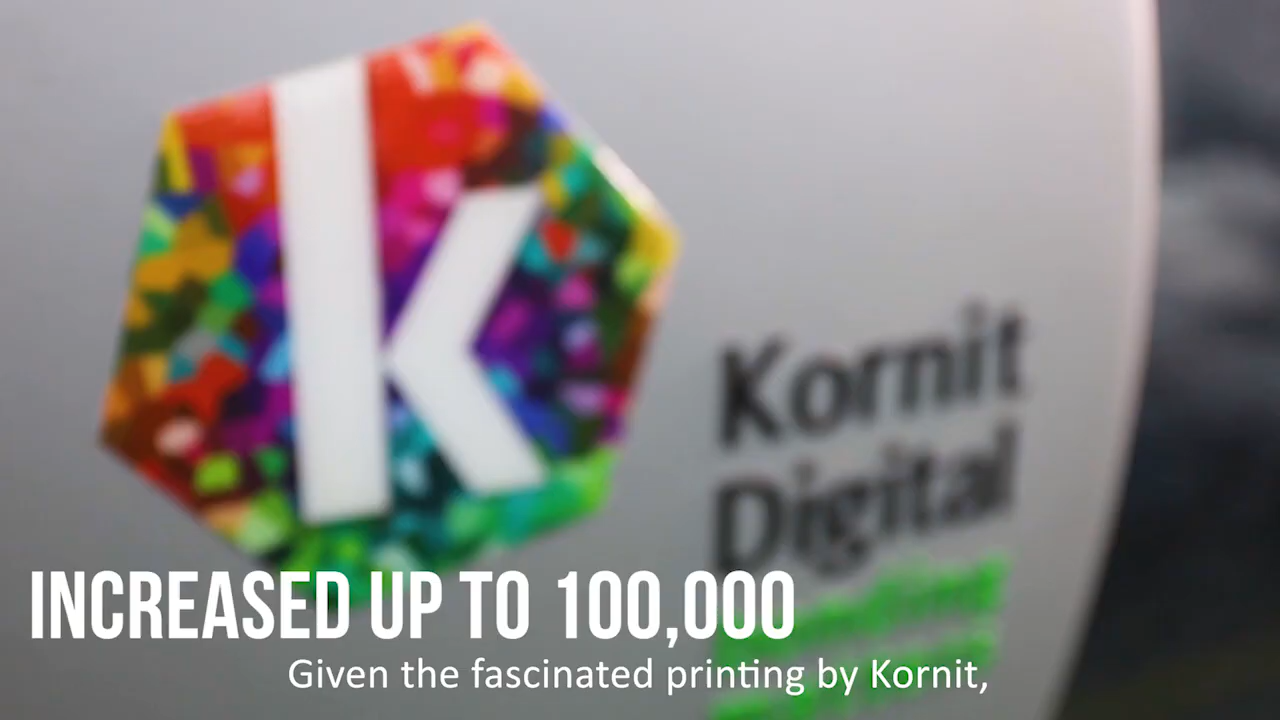 K
Kornit
Digital
INCREASED UP TO 100,000
Given the fascinated printing by Kornit,